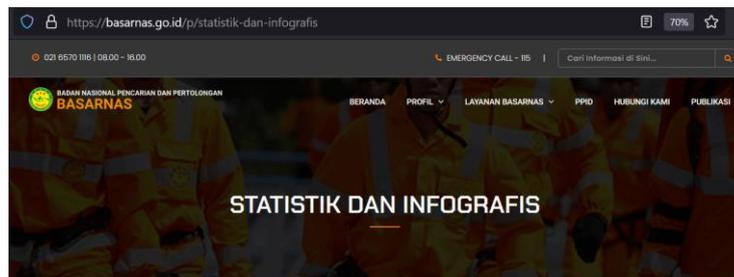 https://basarnas.go.id/p/statistik-dan-infografis
70%
021 6570 1116 | 08.00 - 16.00
EMERGENCY CALL - 115 |
Cari Informasi di Sini...
BADAN NASIONAL PENCARIAN DAN PERTOLONGAN
BASARNAS
BERANDA PROFIL LAYANAN BASARNAS PPID HUBUNGI KAMI PUBLIKASI
STATISTIK DAN INFOGRAFIS